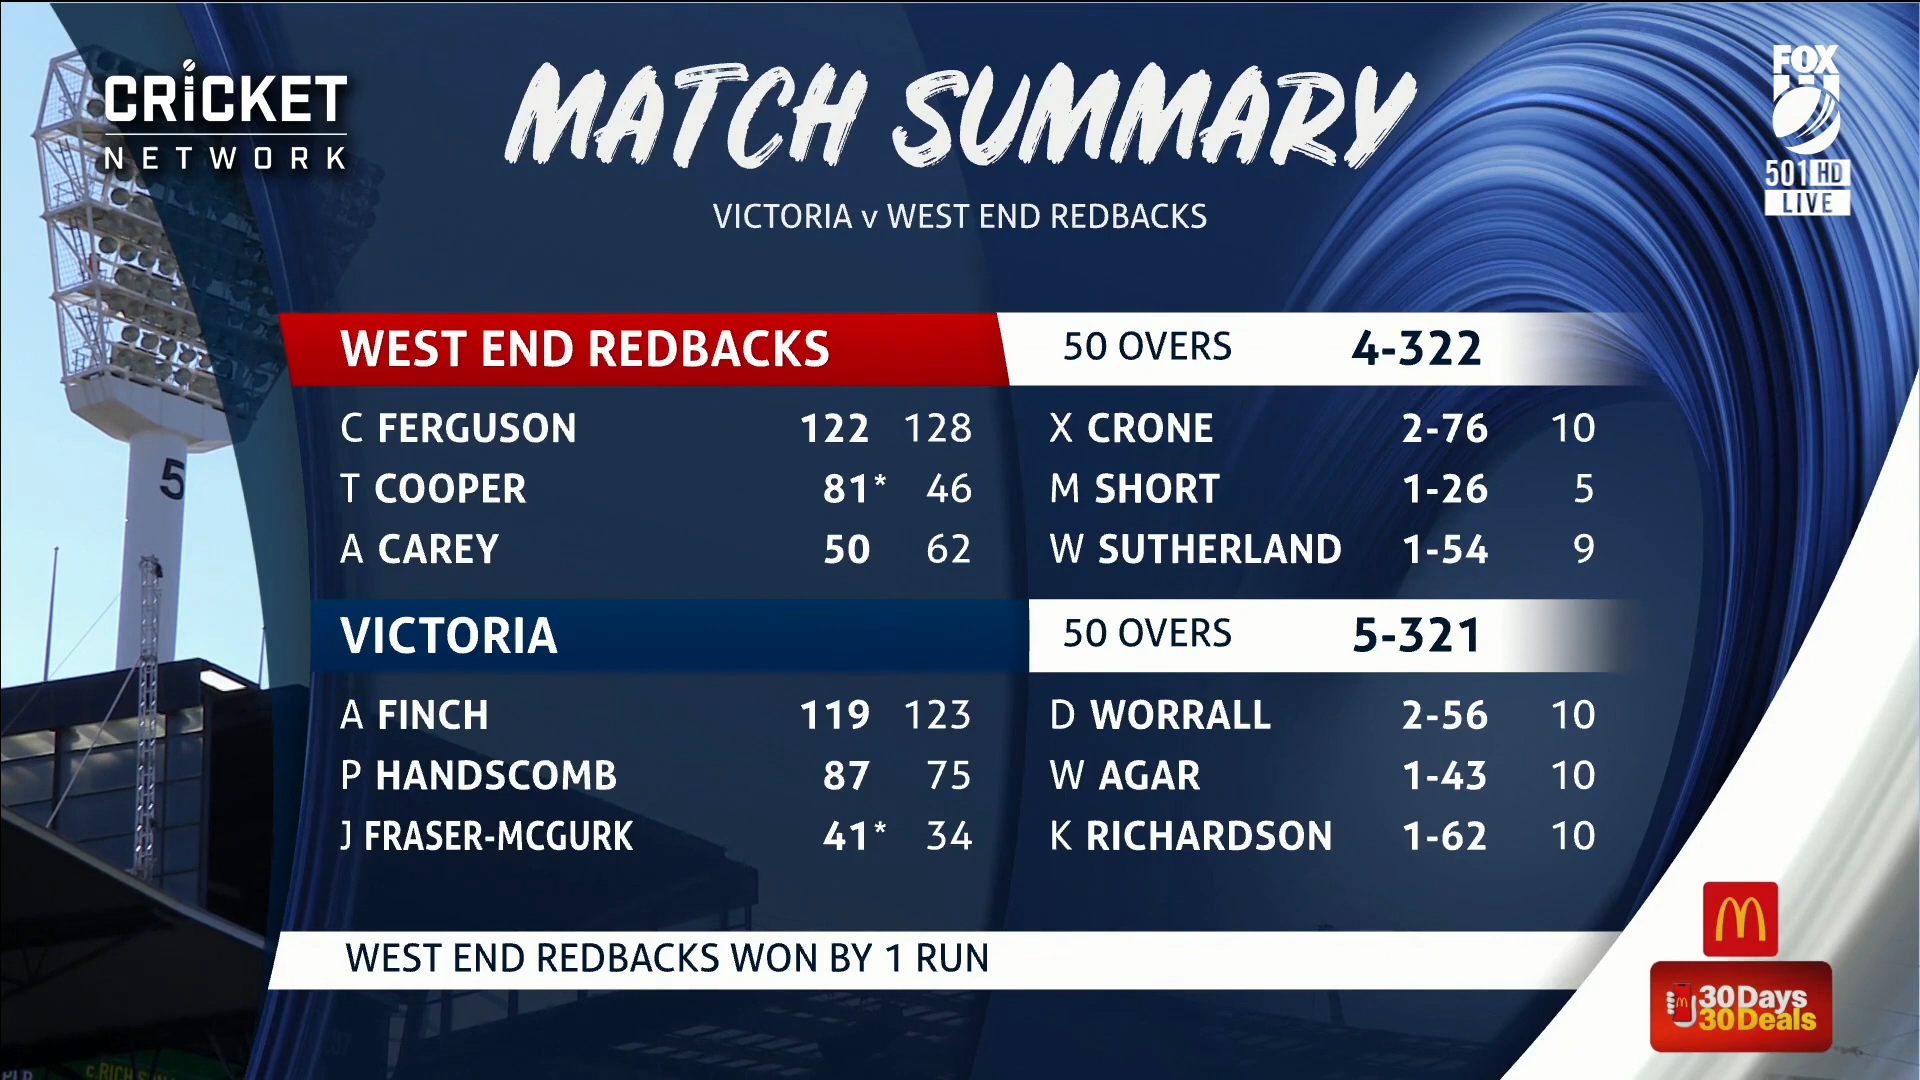 CRICKET
NETWORK
MATCH SUMMARY
VICTORIA v WEST END REDBACKS
FOX
501 HD
LIVE
WEST END REDBACKS 50 OVERS 4-322
C FERGUSON 122 128 X CRONE 2-76 10
T COOPER 81* 46 M SHORT 1-26 5
A CAREY 50 62 W SUTHERLAND 1-54 9
5
VICTORIA 50 OVERS 5-321
A FINCH 119 123 D WORRALL 2-56 10
P HANDSCOMB 87 75 W AGAR 1-43 10
J FRASER-MCGURK 41* 34 K RICHARDSON 1-62 10
WEST END REDBACKS WON BY 1 RUN
30 Days
30 Deals